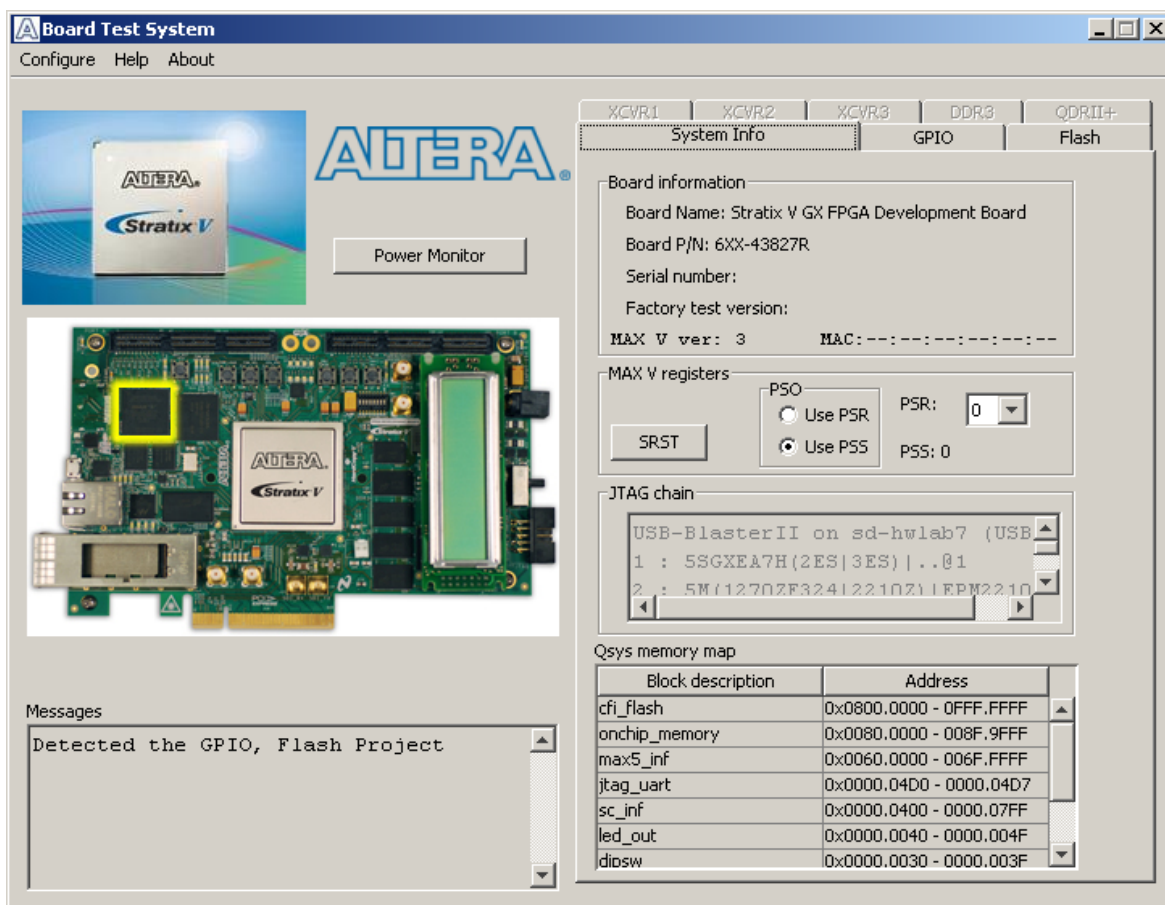 Board Test System
Configure Help About
XCVR1 XCVR2 XCVR3 DDR3 QDRII+
System Info GPIO Flash
ALTERA®
Stratix V
ALTERA®
Power Monitor
Board information
Board Name: Stratix V GX FPGA Development Board
Board P/N: 6XX-43827R
Serial number:
Factory test version:
MAX V ver: 3 MAC:--:--:--:--:--:--
MAX V registers
SRST
PSO
Use PSR
Use PSS
PSR: 0
PSS: 0
ALTERA®
Stratix V
JTAG chain
USB-BlasterII on sd-hwlab7 (USB
1 : 5SGXEA7H(2ES|3ES)|..@1
2 : 5M(1270ZF324|2210Z)|EPM2210
Qsys memory map
Block description Address
cfi_flash 0x0800.0000 - 0FFF.FFFF
onchip_memory 0x0080.0000 - 008F.9FFF
max5_inf 0x0060.0000 - 006F.FFFF
jtag_uart 0x0000.04D0 - 0000.04D7
sc_inf 0x0000.0400 - 0000.07FF
led_out 0x0000.0040 - 0000.004F
dipsw 0x0000.0030 - 0000.003F
Messages
Detected the GPIO, Flash Project